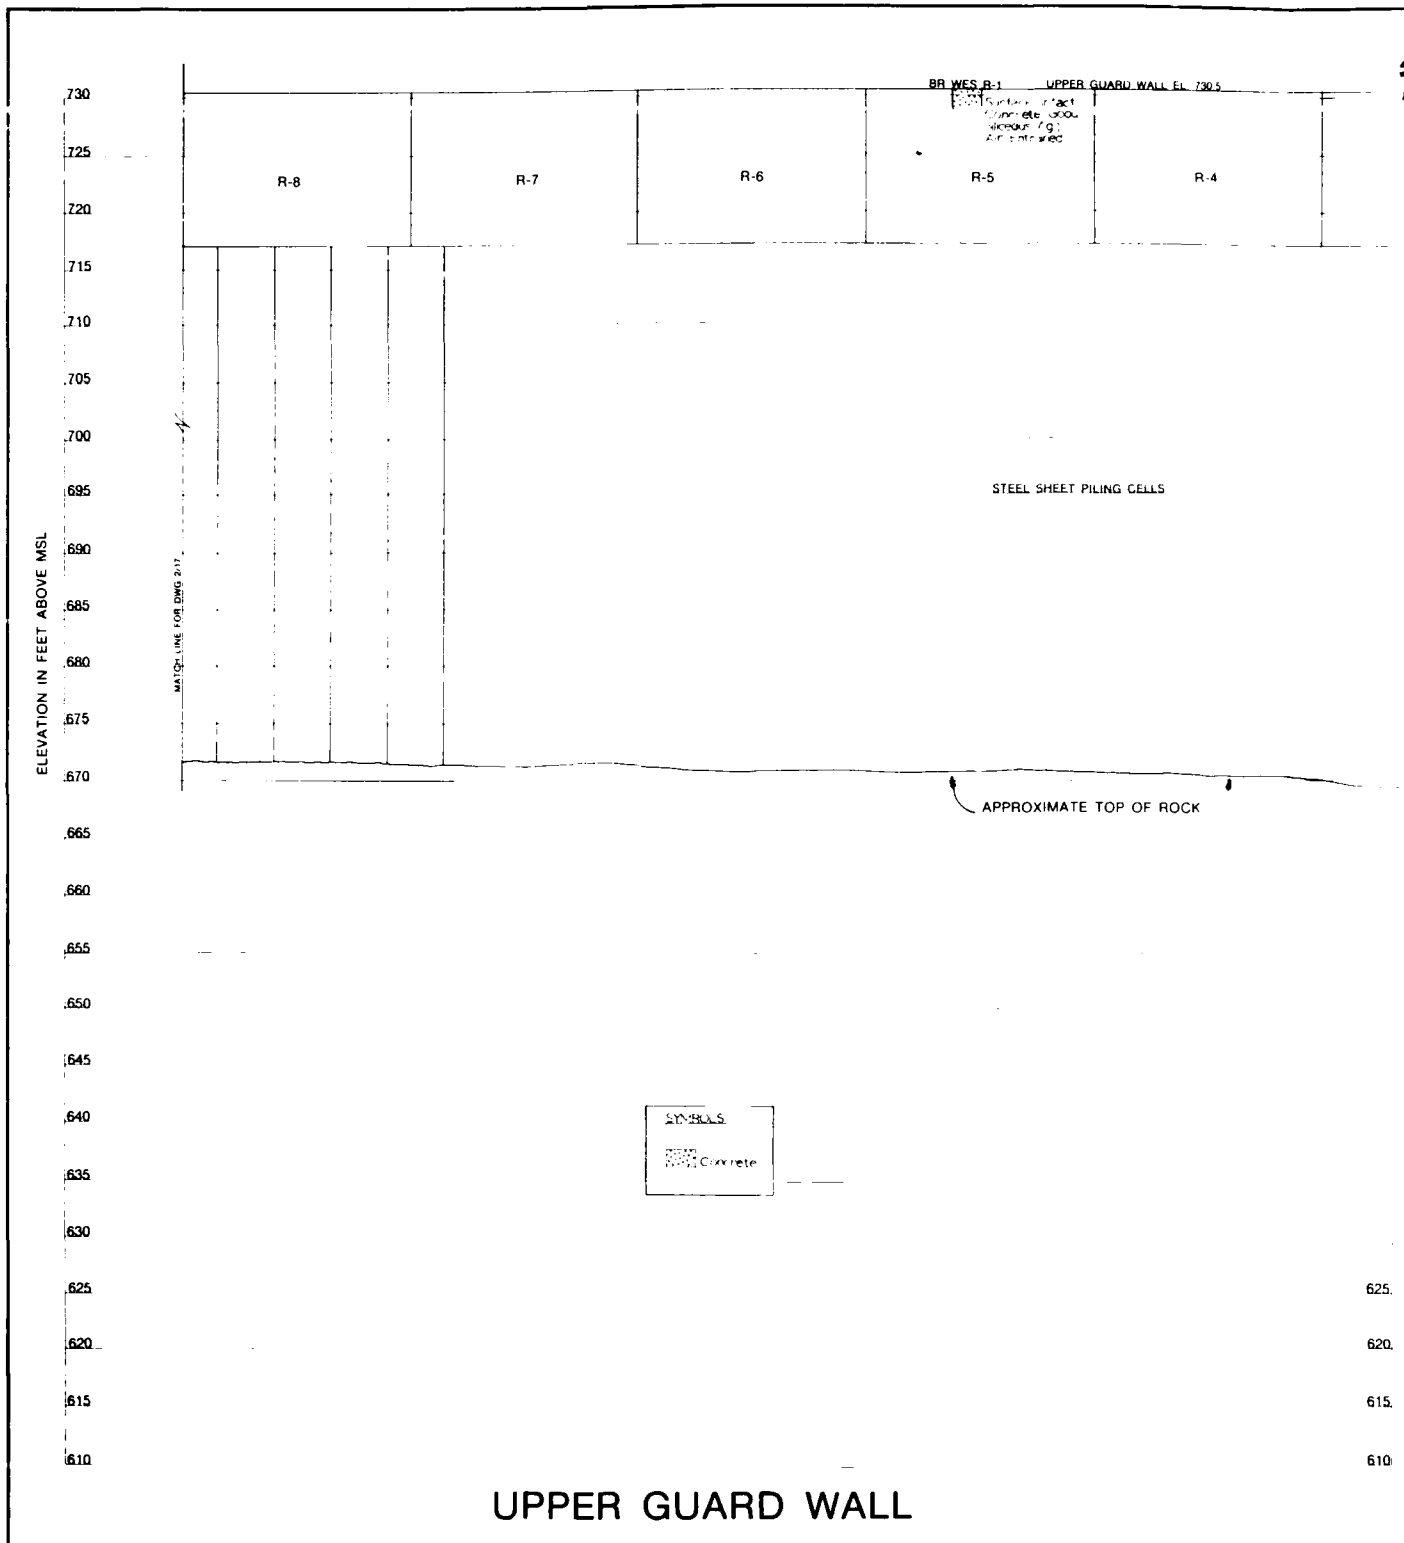 BR WES R-1 UPPER GUARD WALL EL. 730.5
Surface
Concrete Good
Air Entrained
R-8 R-7 R-6 R-5 R-4
730
725
720
715
710
705
700
695
690
685
680
675
670
665
660
655
650
645
640
635
630
625
620
615
610
ELEVATION IN FEET ABOVE MSL
MATCH LINE FOR DWG 2/17
STEEL SHEET PILING CELLS
APPROXIMATE TOP OF ROCK
SYMBOLS
Concrete
625
620
615
610
UPPER GUARD WALL